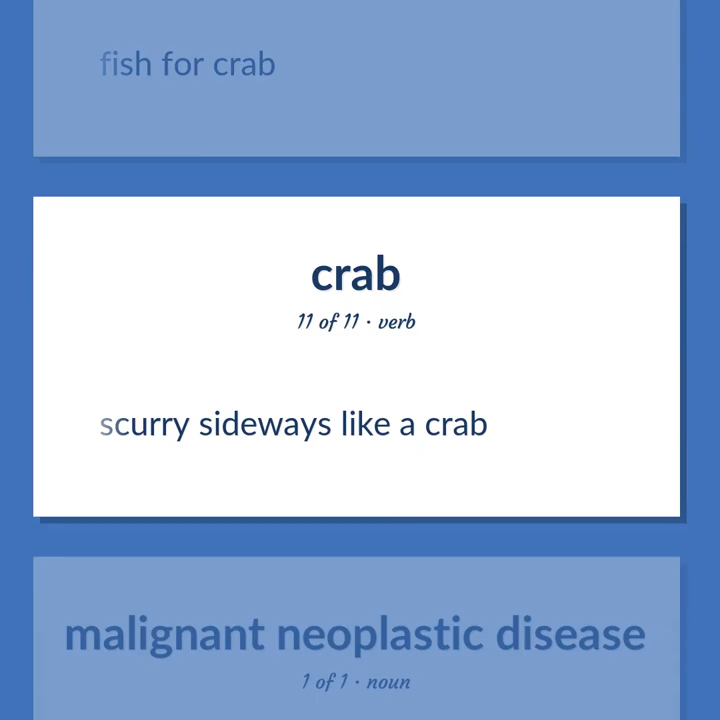 fish for crab
crab
11 of 11 · verb
scurry sideways like a crab
malignant neoplastic disease
1 of 1 · noun